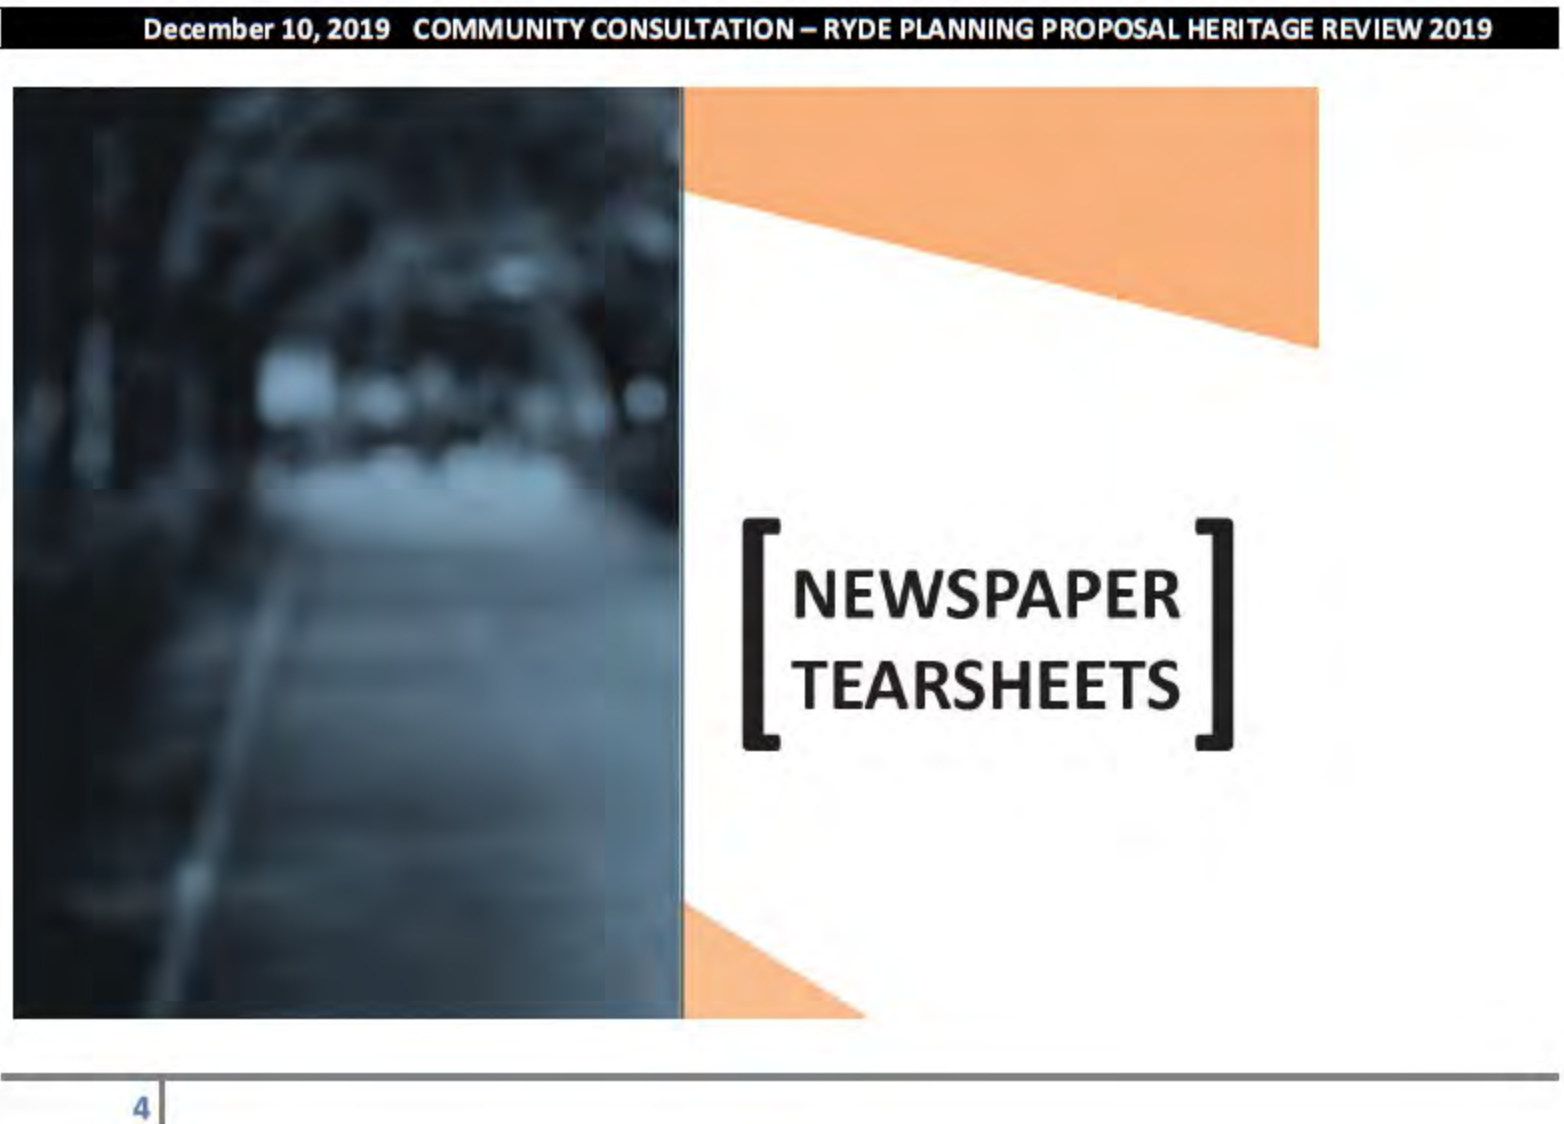 December 10, 2019 COMMUNITY CONSULTATION – RYDE PLANNING PROPOSAL HERITAGE REVIEW 2019
[ NEWSPAPER
TEARSHEETS ]
4